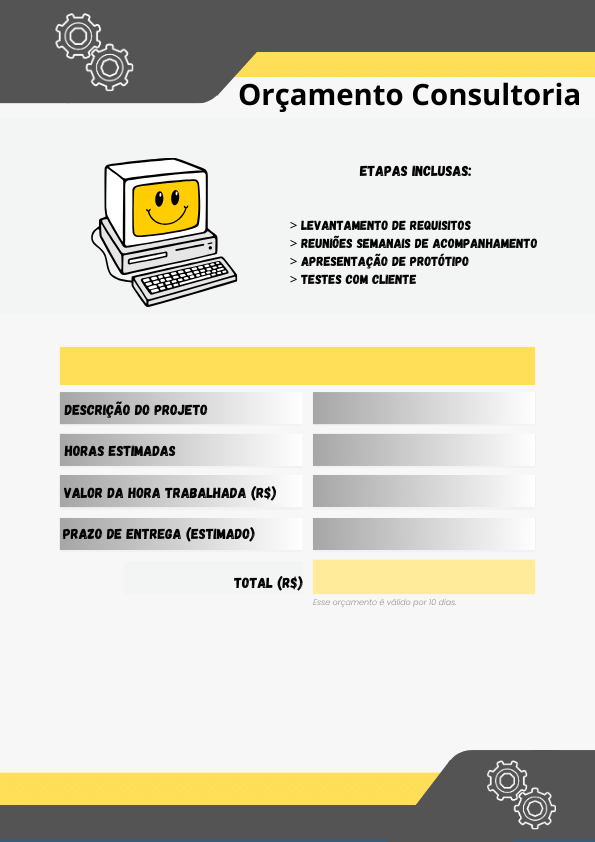 Orçamento Consultoria
ETAPAS INCLUSAS:
> LEVANTAMENTO DE REQUISITOS
> REUNIÕES SEMANAIS DE ACOMPANHAMENTO
> APRESENTAÇÃO DE PROTÓTIPO
> TESTES COM CLIENTE
DESCRIÇÃO DO PROJETO
HORAS ESTIMADAS
VALOR DA HORA TRABALHADA (R$)
PRAZO DE ENTREGA (ESTIMADO)
TOTAL (R$)
Esse orçamento é válido por 10 dias.